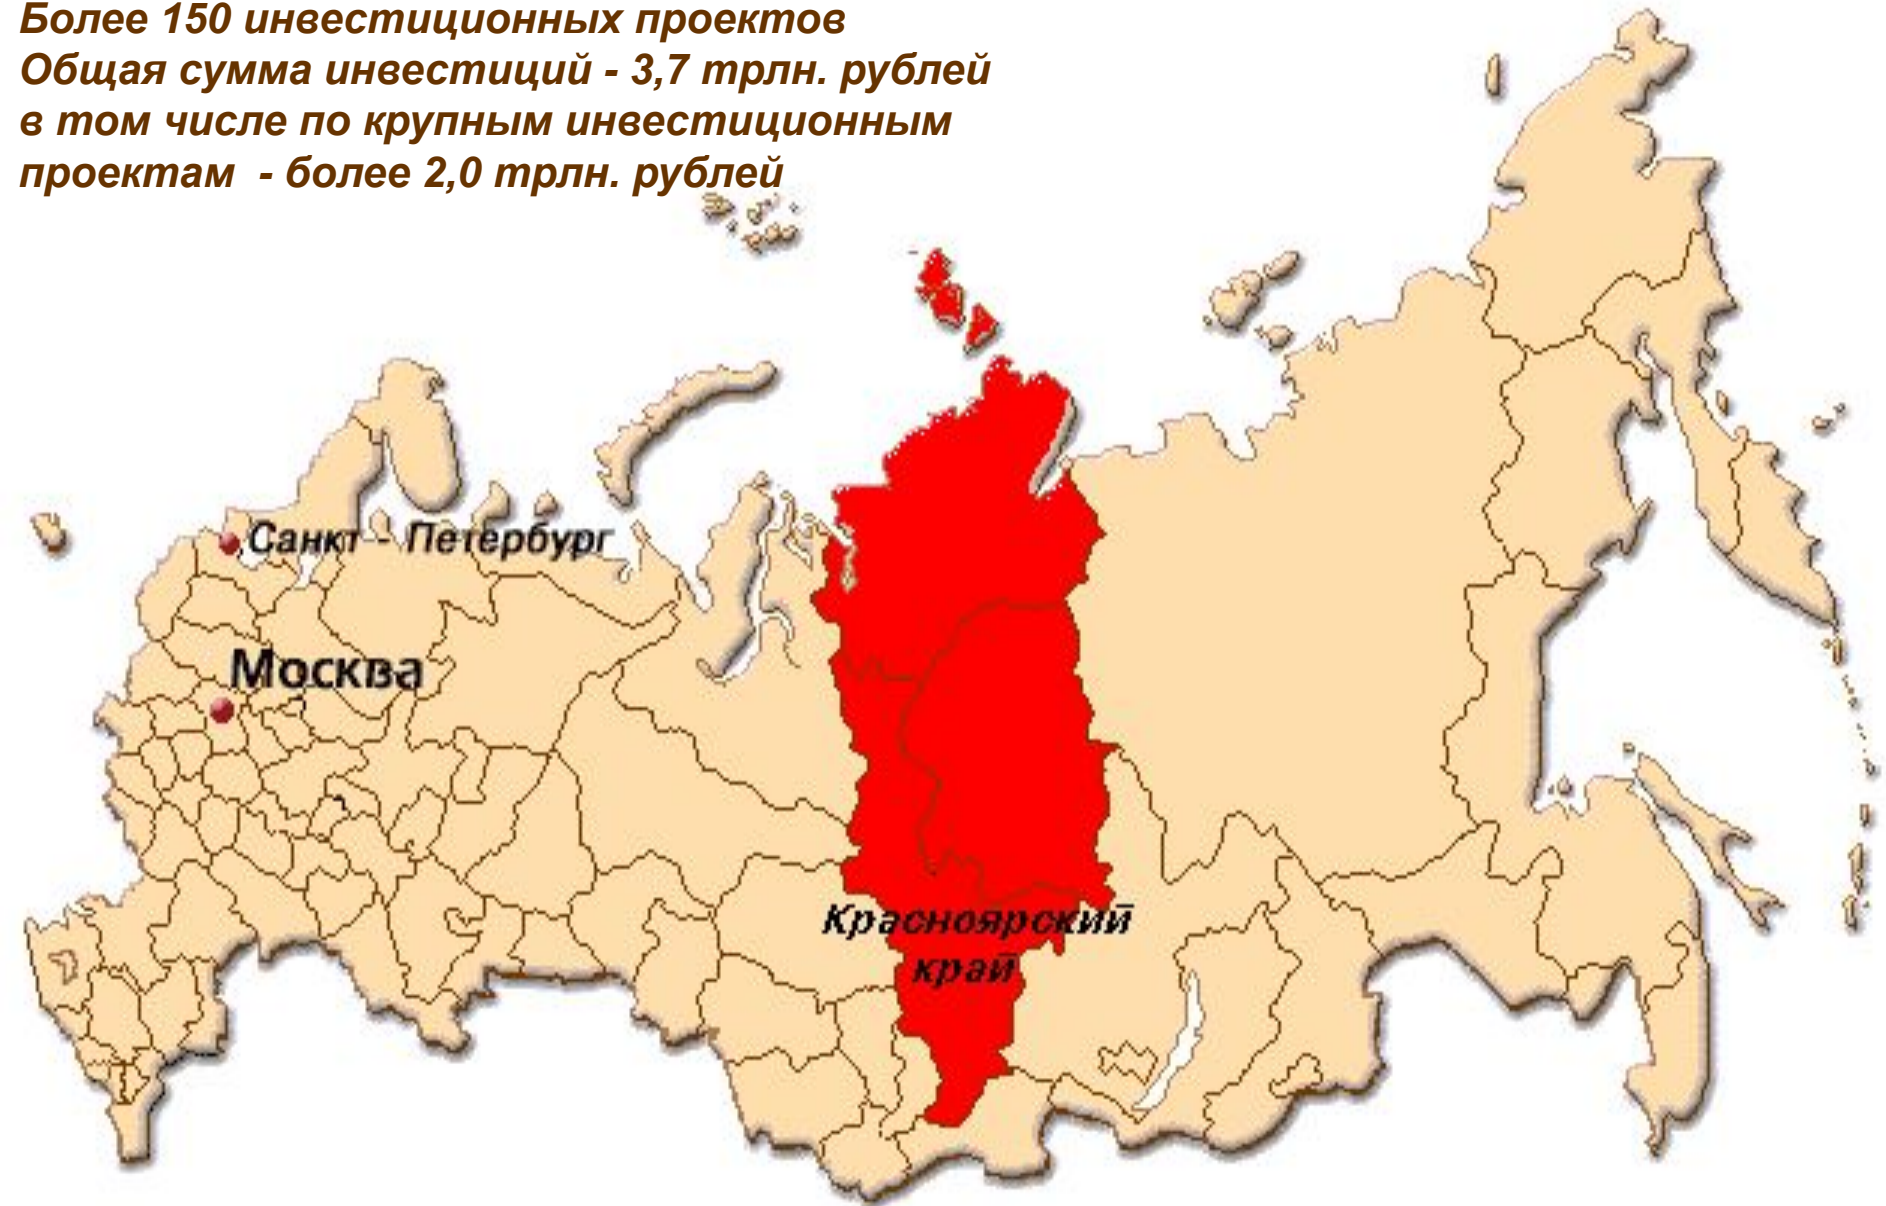 Более 150 инвестиционных проектов
Общая сумма инвестиций - 3,7 трлн. рублей
в том числе по крупным инвестиционным
проектам  - более 2,0 трлн. рублей
Санкт - Петербург
Москва
Красноярский
край